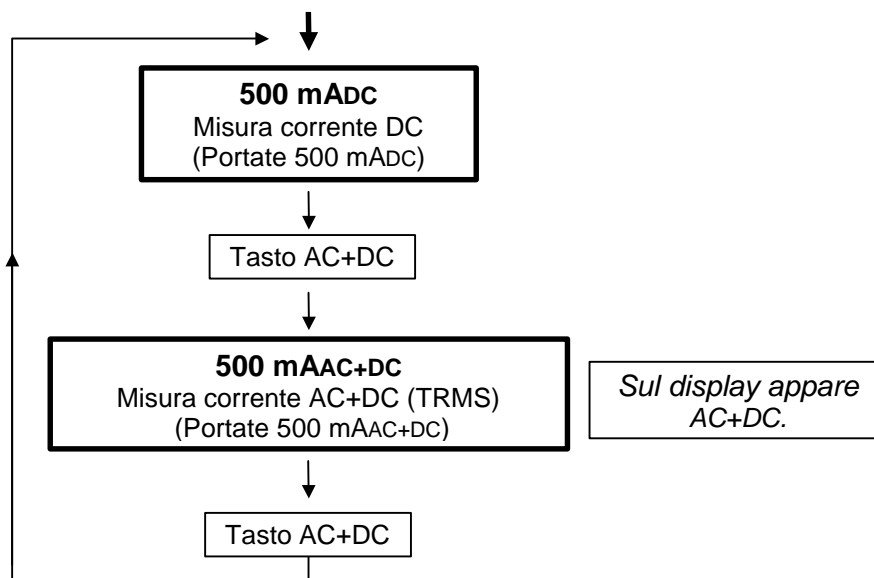 500 mADC
Misura corrente DC
(Portate 500 mADC)
Tasto AC+DC
500 mAAC+DC
Misura corrente AC+DC (TRMS)
(Portate 500 mAAC+DC)
Sul display appare
AC+DC.
Tasto AC+DC